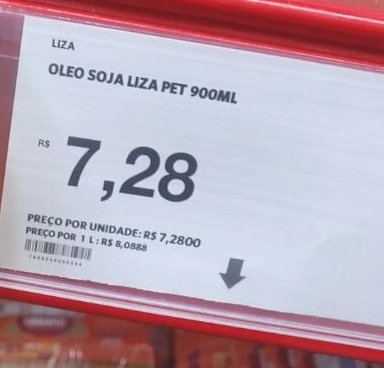 LIZA
OLEO SOJA LIZA PET 900ML
R$ 7,28
PREÇO POR UNIDADE: R$ 7,2800
PREÇO POR 1 L: R$ 8,0888